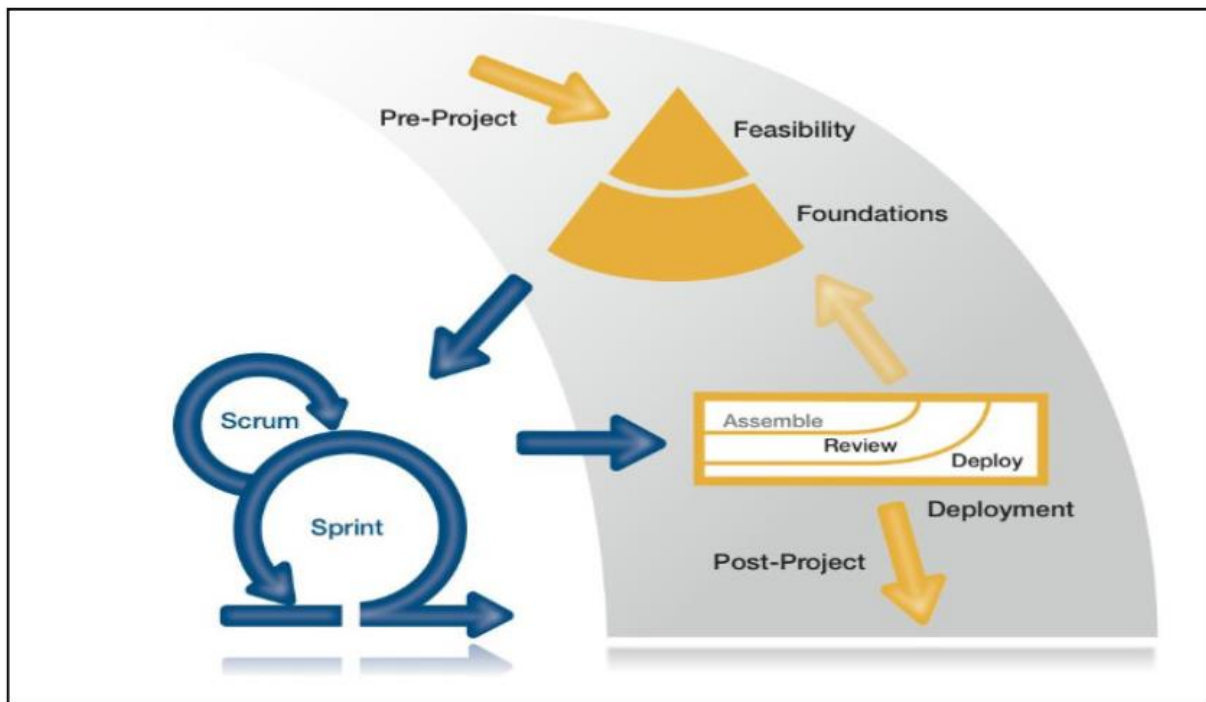 Pre-Project
Feasibility
Foundations
Scrum
Sprint
Assemble
Review
Deploy
Deployment
Post-Project